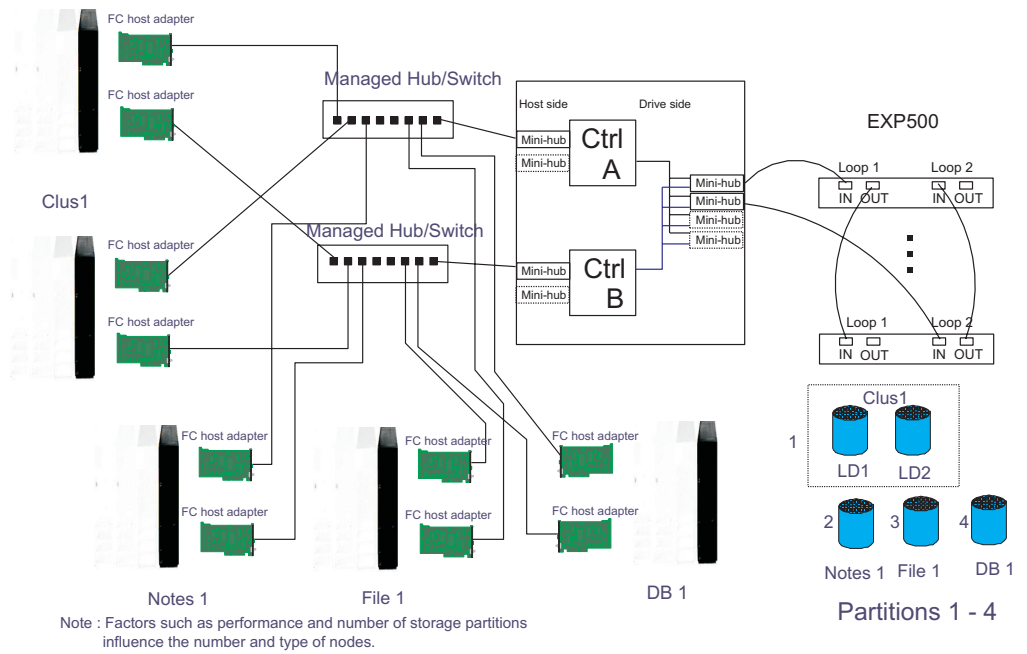 FC host adapter
FC host adapter
Clus1
FC host adapter
FC host adapter
Managed Hub/Switch
Managed Hub/Switch
Host side
Drive side
Mini-hub
Mini-hub
Ctrl
A
Mini-hub
Mini-hub
Mini-hub
Mini-hub
Mini-hub
Mini-hub
Ctrl
B
EXP500
Loop 1
Loop 2
IN OUT
IN OUT
Loop 1
Loop 2
IN OUT
IN OUT
FC host adapter
FC host adapter
Notes 1
FC host adapter
FC host adapter
File 1
FC host adapter
FC host adapter
DB 1
Clus1
1
LD1
LD2
2
3
4
Notes 1
File 1
DB 1
Partitions 1 - 4
Note : Factors such as performance and number of storage partitions
influence the number and type of nodes.